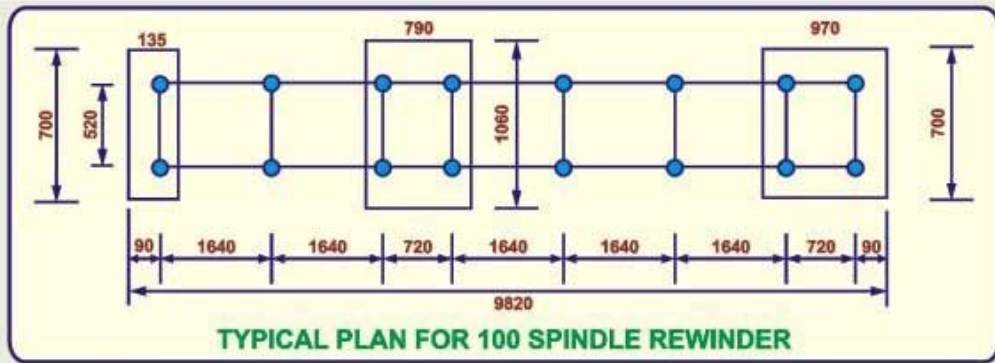 135 790 970
700 520 1060 700
90 1640 1640 720 1640 1640 1640 720 90
9820
TYPICAL PLAN FOR 100 SPINDLE REWINDER